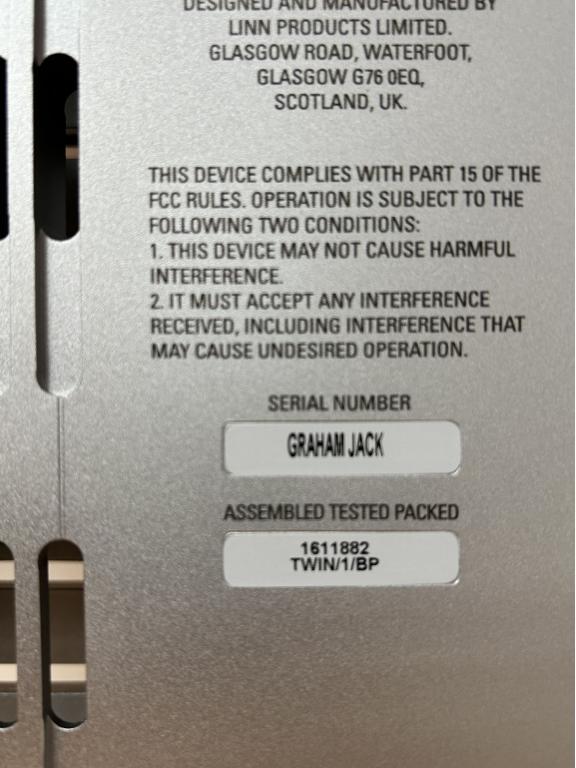 DESIGNED AND MANUFACTURED BY
LINN PRODUCTS LIMITED.
GLASGOW ROAD, WATERFOOT,
GLASGOW G76 0EQ,
SCOTLAND, UK.
THIS DEVICE COMPLIES WITH PART 15 OF THE
FCC RULES. OPERATION IS SUBJECT TO THE
FOLLOWING TWO CONDITIONS:
1. THIS DEVICE MAY NOT CAUSE HARMFUL
INTERFERENCE.
2. IT MUST ACCEPT ANY INTERFERENCE
RECEIVED, INCLUDING INTERFERENCE THAT
MAY CAUSE UNDESIRED OPERATION.
SERIAL NUMBER
GRAHAM JACK
ASSEMBLED TESTED PACKED
1611882
TWIN/1/BP